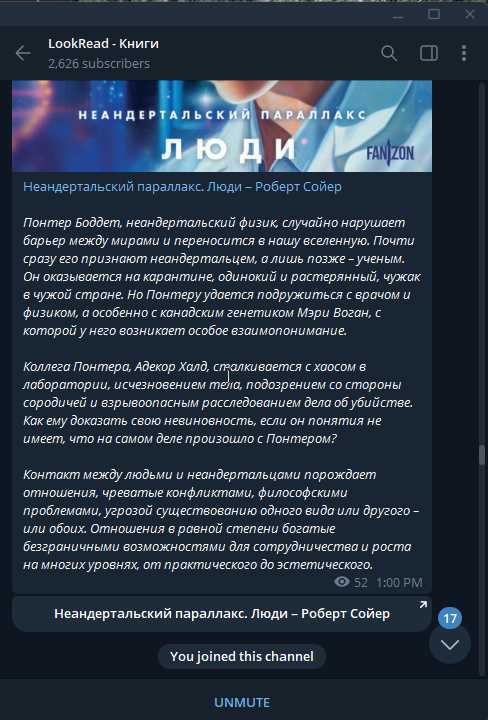 LookRead - Книги
2,626 subscribers
НЕАНДЕРТАЛЬСКИЙ ПАРАЛЛАКС
ЛЮДИ
FANZON
Неандертальский параллакс. Люди – Роберт Сойер
Понтер Боддет, неандертальский физик, случайно нарушает
барьер между мирами и переносится в нашу вселенную. Почти
сразу его признают неандертальцем, а лишь позже – ученым.
Он оказывается на карантине, одинокий и растерянный, чужак
в чужой стране. Но Понтеру удается подружиться с врачом и
физиком, а особенно с канадским генетиком Мэри Воган, с
которой у него возникает особое взаимопонимание.
Коллега Понтера, Адекор Халд, сталкивается с хаосом в
лаборатории, исчезновением тела, подозрением со стороны
сородичей и взрывоопасным расследованием дела об убийстве.
Как ему доказать свою невиновность, если он понятия не
имеет, что на самом деле произошло с Понтером?
Контакт между людьми и неандертальцами порождает
отношения, чреватые конфликтами, философскими
проблемами, угрозой существованию одного вида или другого –
или обоих. Отношения в равной степени богатые
безграничными возможностями для сотрудничества и роста
на многих уровнях, от практического до эстетического.
52 1:00 PM
Неандертальский параллакс. Люди – Роберт Сойер
17
You joined this channel
UNMUTE